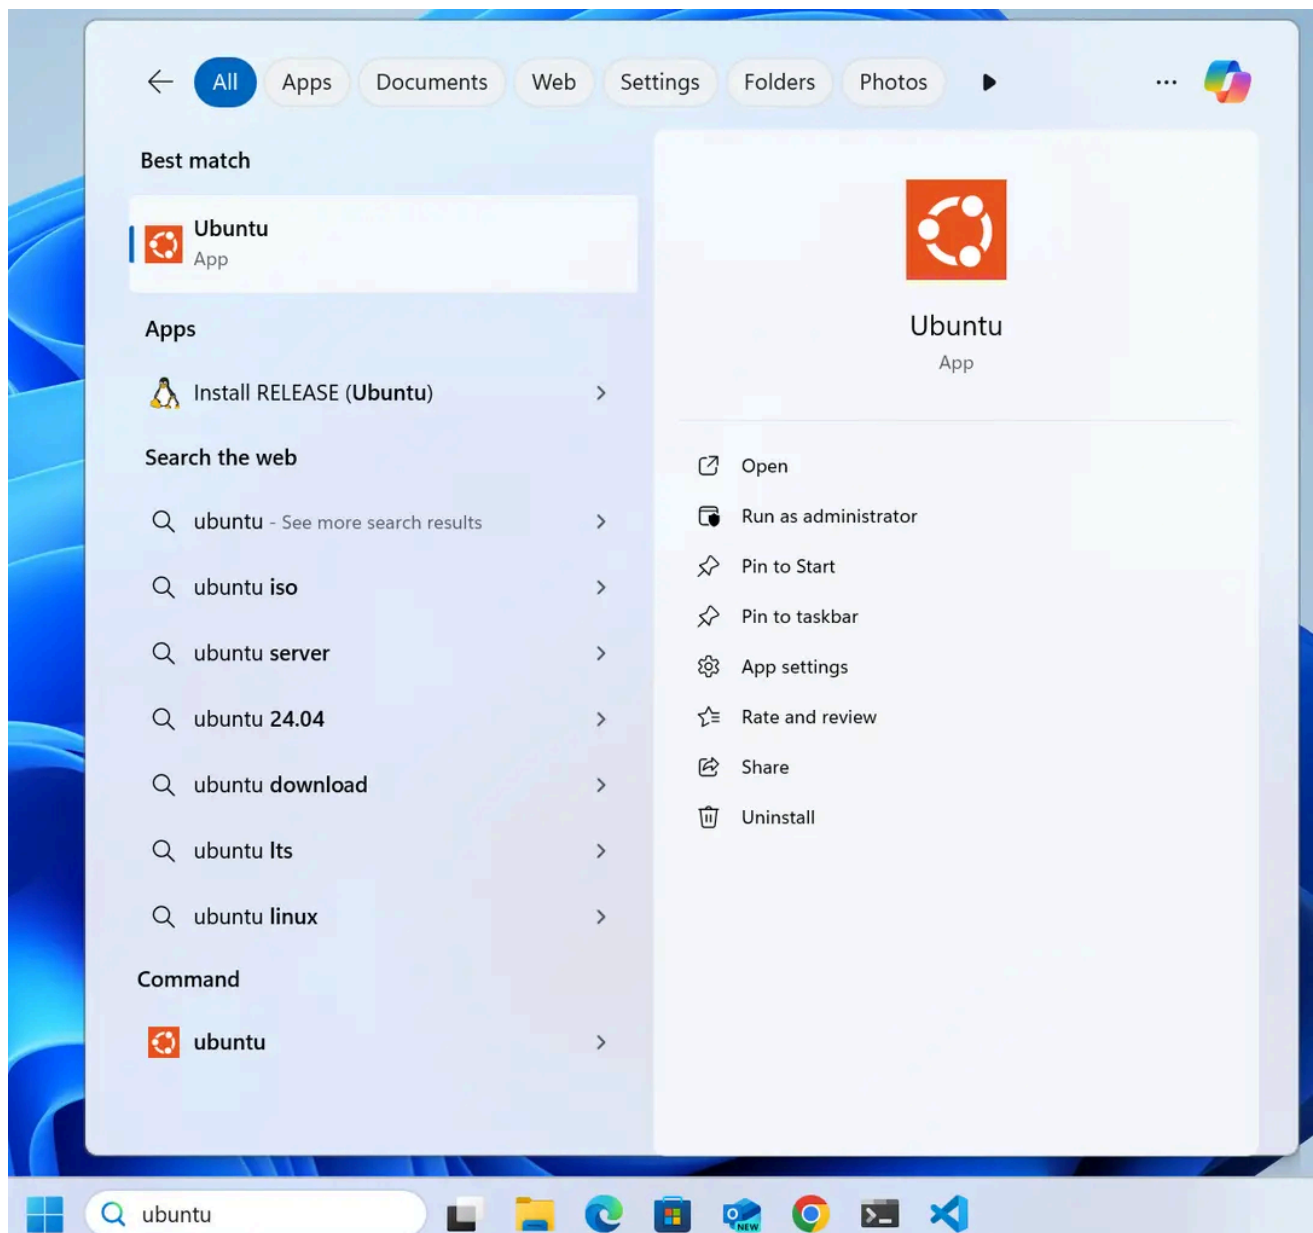 All Apps Documents Web Settings Folders Photos ...
Best match
Ubuntu
App
Apps
Install RELEASE (Ubuntu)
Search the web
ubuntu - See more search results
ubuntu iso
ubuntu server
ubuntu 24.04
ubuntu download
ubuntu lts
ubuntu linux
Command
ubuntu
Ubuntu
App
Open
Run as administrator
Pin to Start
Pin to taskbar
App settings
Rate and review
Share
Uninstall
ubuntu
NEW